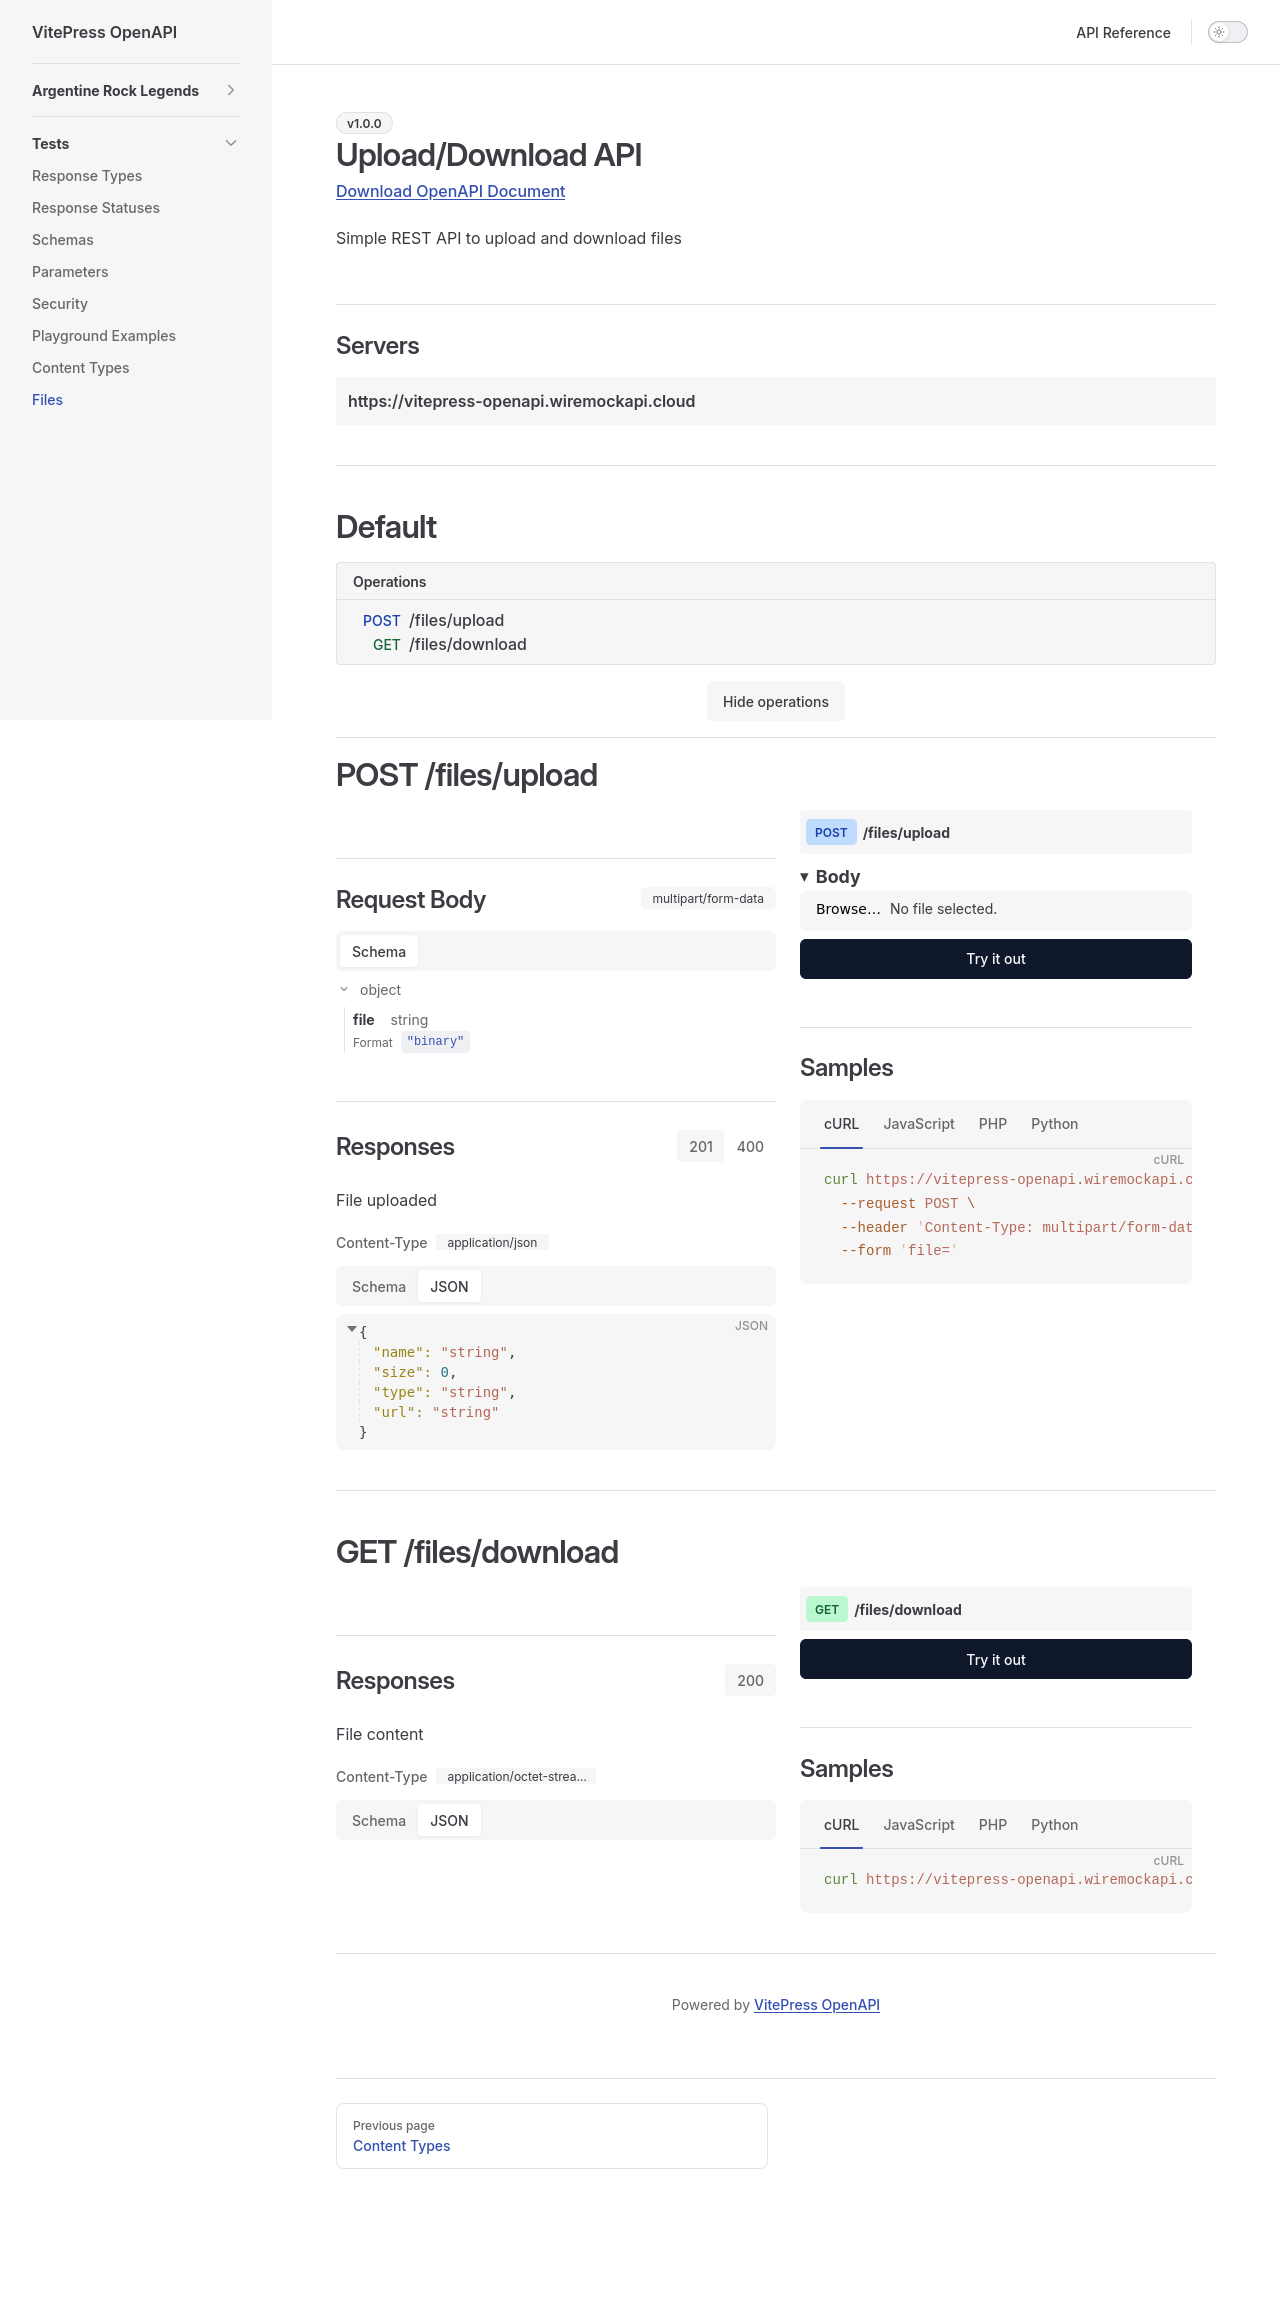 VitePress OpenAPI
Argentine Rock Legends
Tests
Response Types
Response Statuses
Schemas
Parameters
Security
Playground Examples
Content Types
Files
API Reference
v1.0.0
Upload/Download API
Download OpenAPI Document
Simple REST API to upload and download files
Servers
https://vitepress-openapi.wiremockapi.cloud
Default
Operations
POST /files/upload
GET /files/download
Hide operations
POST /files/upload
Request Body multipart/form-data
Schema
object
file string
Format "binary"
Responses 201 400
File uploaded
Content-Type application/json
Schema JSON
JSON
{
"name": "string",
"size": 0,
"type": "string",
"url": "string"
}
POST /files/upload
Body
Browse... No file selected.
Try it out
Samples
cURL JavaScript PHP Python
cURL
curl https://vitepress-openapi.wiremockapi.c
--request POST \
--header 'Content-Type: multipart/form-dat
--form 'file='
GET /files/download
Responses 200
File content
Content-Type application/octet-strea...
Schema JSON
GET /files/download
Try it out
Samples
cURL JavaScript PHP Python
cURL
curl https://vitepress-openapi.wiremockapi.c
Powered by VitePress OpenAPI
Previous page
Content Types